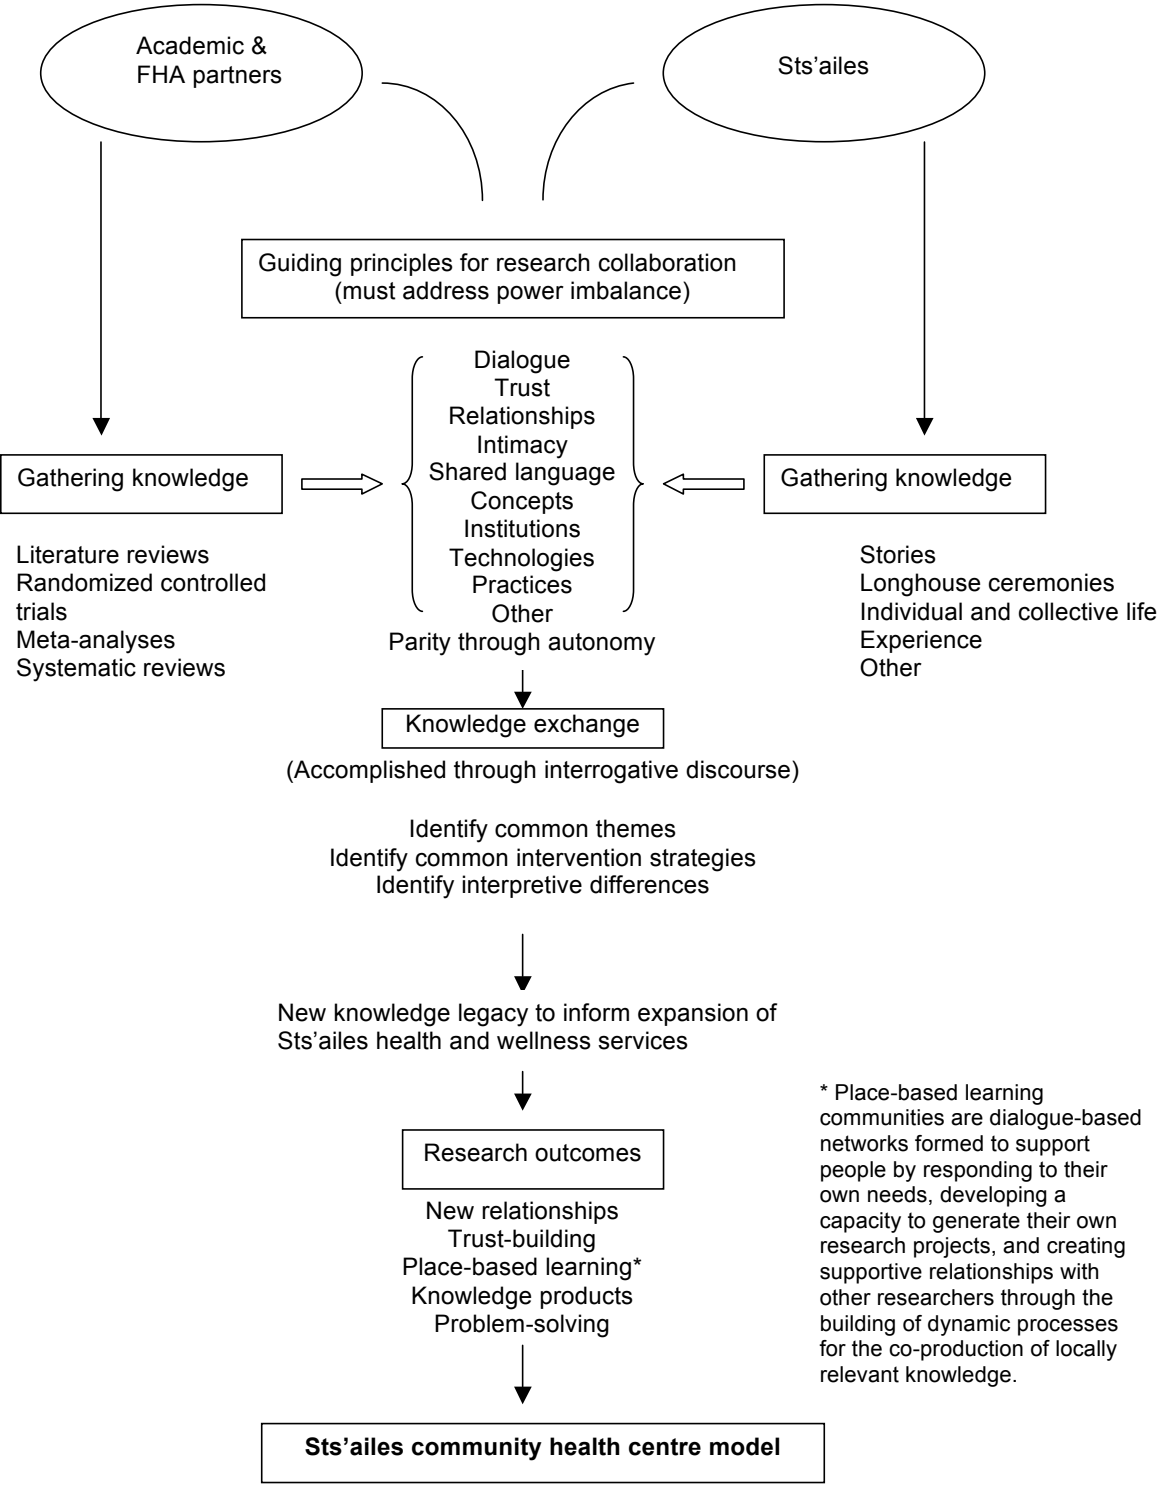 Academic &
FHA partners
Sts'ailes
Guiding principles for research collaboration
(must address power imbalance)
Dialogue
Trust
Relationships
Intimacy
Shared language
Concepts
Institutions
Technologies
Practices
Other
Parity through autonomy
Gathering knowledge
Literature reviews
Randomized controlled
trials
Meta-analyses
Systematic reviews
Gathering knowledge
Stories
Longhouse ceremonies
Individual and collective life
Experience
Other
Knowledge exchange
(Accomplished through interrogative discourse)
Identify common themes
Identify common intervention strategies
Identify interpretive differences
New knowledge legacy to inform expansion of
Sts'ailes health and wellness services
Research outcomes
New relationships
Trust-building
Place-based learning*
Knowledge products
Problem-solving
* Place-based learning
communities are dialogue-based
networks formed to support
people by responding to their
own needs, developing a
capacity to generate their own
research projects, and creating
supportive relationships with
other researchers through the
building of dynamic processes
for the co-production of locally
relevant knowledge.
Sts'ailes community health centre model